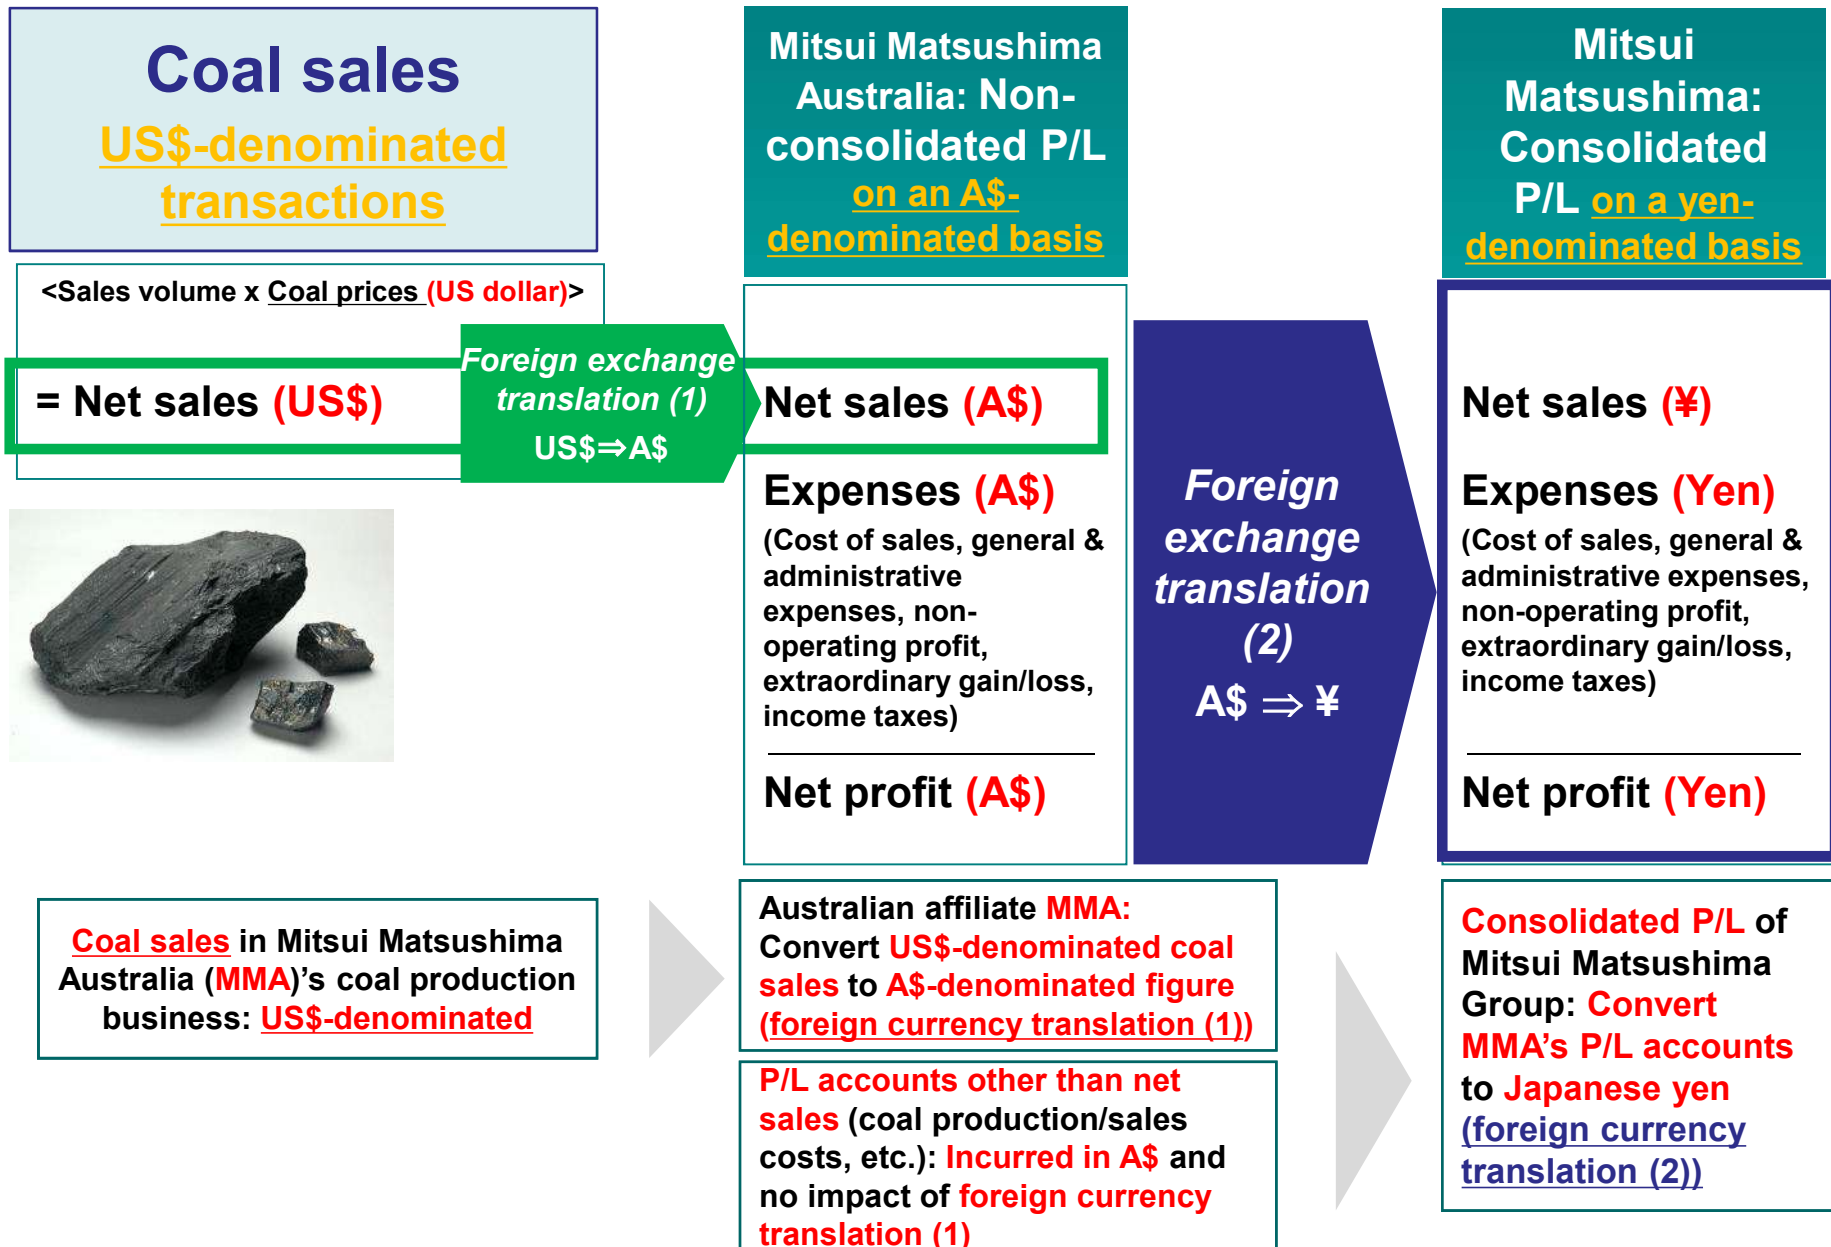 Coal sales
US$-denominated
transactions
<Sales volume x Coal prices (US dollar)>
= Net sales (US$)
Foreign exchange
translation (1)
US$⇒A$
Mitsui Matsushima
Australia: Non-
consolidated P/L
on an A$-
denominated basis
Net sales (A$)
Expenses (A$)
(Cost of sales, general &
administrative
expenses, non-
operating profit,
extraordinary gain/loss,
income taxes)
Net profit (A$)
Foreign
exchange
translation
(2)
A$ ⇒ ¥
Mitsui
Matsushima:
Consolidated
P/L on a yen-
denominated basis
Net sales (¥)
Expenses (Yen)
(Cost of sales, general &
administrative expenses,
non-operating profit,
extraordinary gain/loss,
income taxes)
Net profit (Yen)
Coal sales in Mitsui Matsushima
Australia (MMA)’s coal production
business: US$-denominated
Australian affiliate MMA:
Convert US$-denominated coal
sales to A$-denominated figure
(foreign currency translation (1))
P/L accounts other than net
sales (coal production/sales
costs, etc.): Incurred in A$ and
no impact of foreign currency
translation (1)
Consolidated P/L of
Mitsui Matsushima
Group: Convert
MMA’s P/L accounts
to Japanese yen
(foreign currency
translation (2))